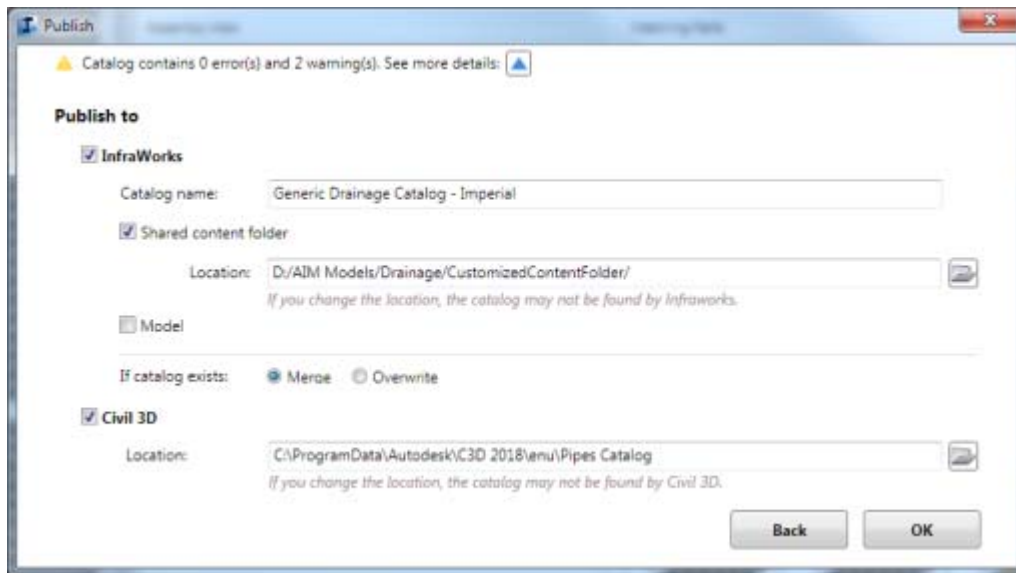 Publish
Catalog contains 0 error(s) and 2 warning(s). See more details:
Publish to
InfraWorks
Catalog name: Generic Drainage Catalog - Imperial
Shared content folder
Location: D:/AIM Models/Drainage/CustomizedContentFolder/
If you change the location, the catalog may not be found by Infraworks.
Model
If catalog exists: Merge Overwrite
Civil 3D
Location: C:\ProgramData\Autodesk\C3D 2018\enu\Pipes Catalog
If you change the location, the catalog may not be found by Civil 3D.
Back OK